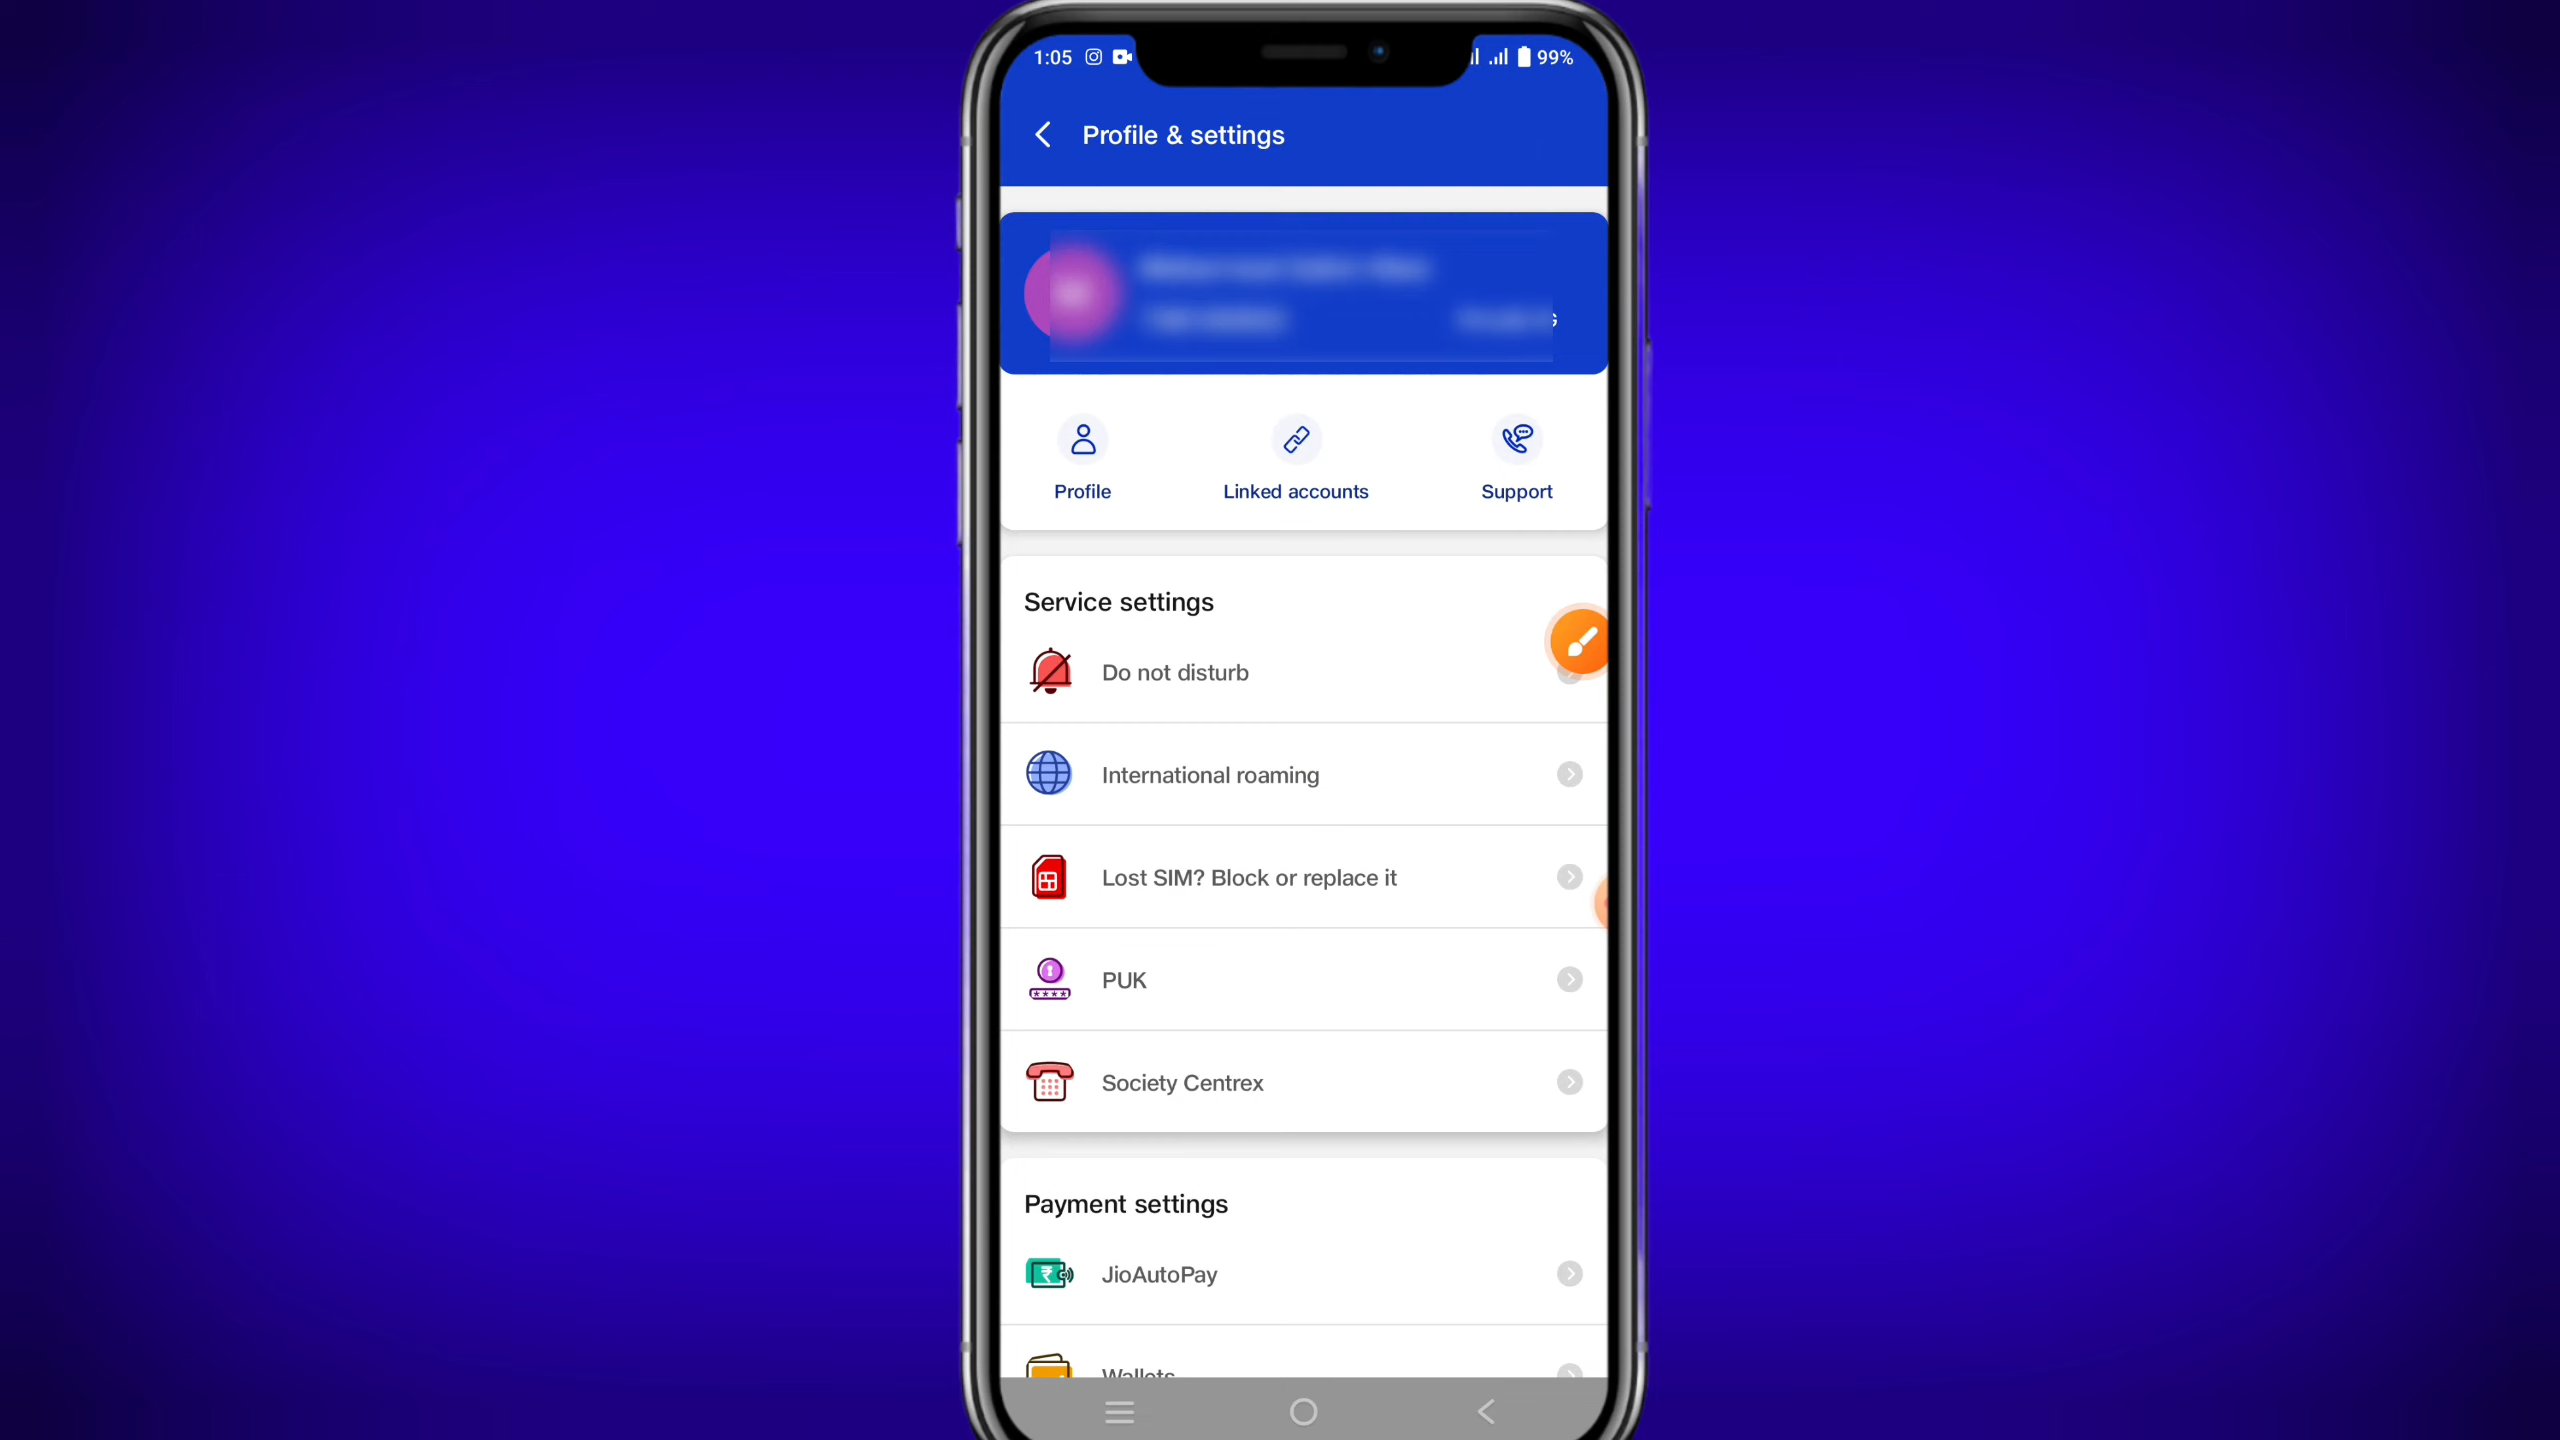 1:05 99%
Profile & settings
Profile Linked accounts Support
Service settings
Do not disturb
International roaming
Lost SIM? Block or replace it
PUK
****
Society Centrex
Payment settings
₹
JioAutoPay
Wallets